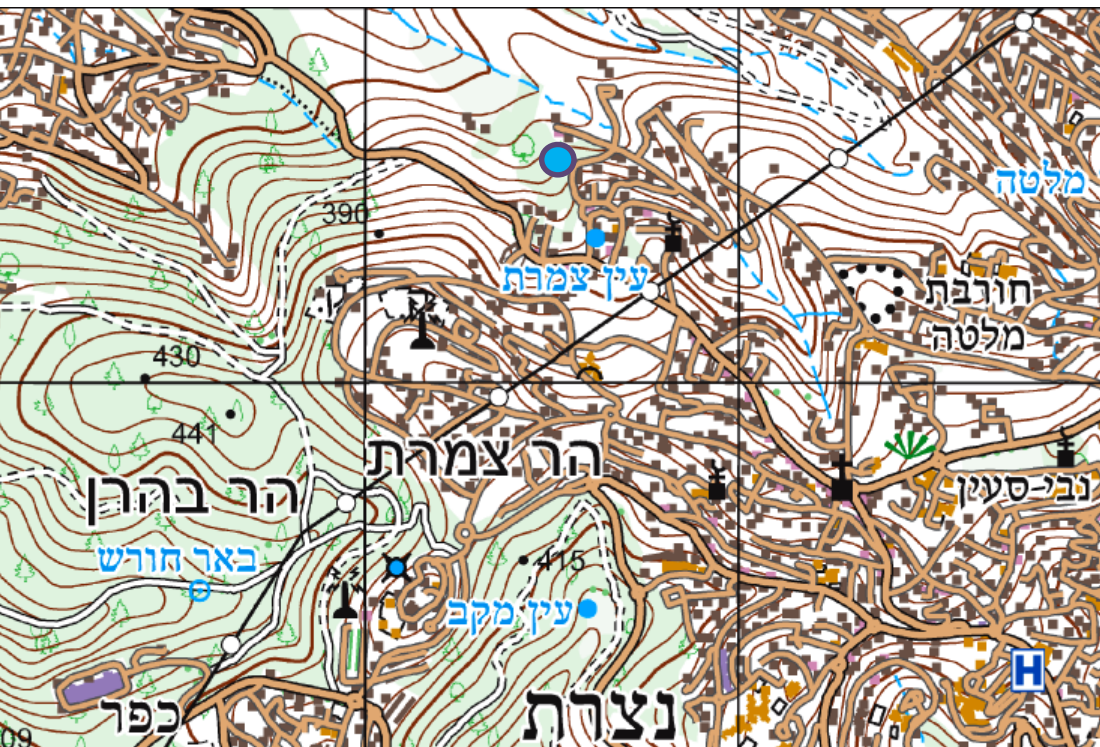 מלטה
390
עין צמרת
חורבת
מלטה
430
441
הר צמרת
הר בהרן
נבי-סעין
באר חורש
415
עין מקב
H
נצרת
כפר
09